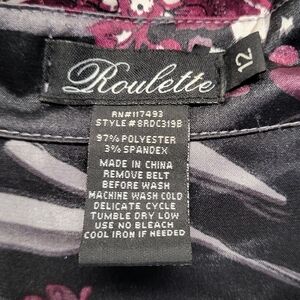 Roulette
12
RN#117493
STYLE #SRDC319B
97% POLYESTER
3% SPANDEX
MADE IN CHINA
REMOVE BELT
BEFORE WASH
MACHINE WASH COLD
DELICATE CYCLE
TUMBLE DRY LOW
USE NO BLEACH
COOL IRON IF NEEDED